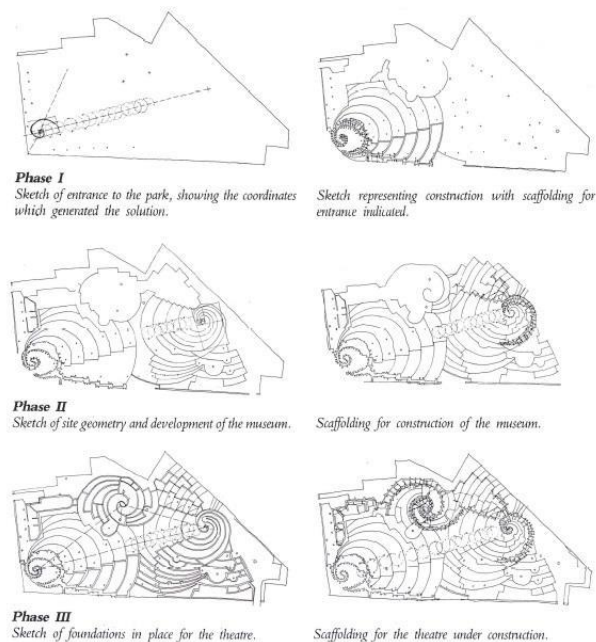 Phase I
Sketch of entrance to the park, showing the coordinates
which generated the solution.
Sketch representing construction with scaffolding for
entrance indicated.
Phase II
Sketch of site geometry and development of the museum.
Scaffolding for construction of the museum.
Phase III
Sketch of foundations in place for the theatre.
Scaffolding for the theatre under construction.